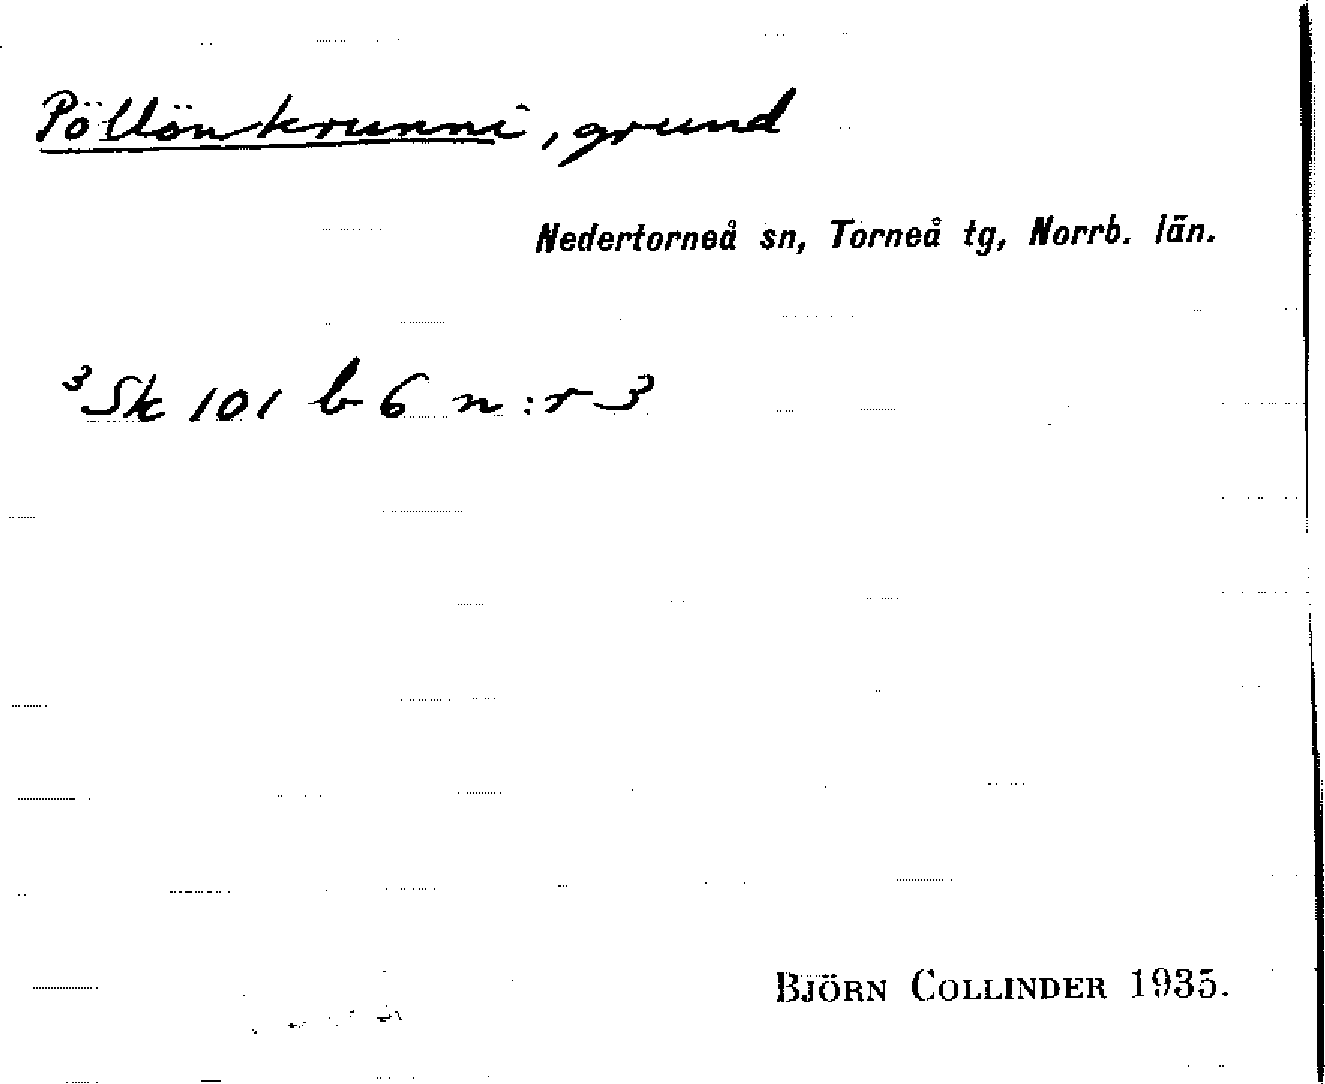 Pöllönkrunni, grund
Nedertorneå sn, Torneå tg, Norrb. län.
³Sk 101 b 6 n:r 3
BJÖRN COLLINDER 1935.